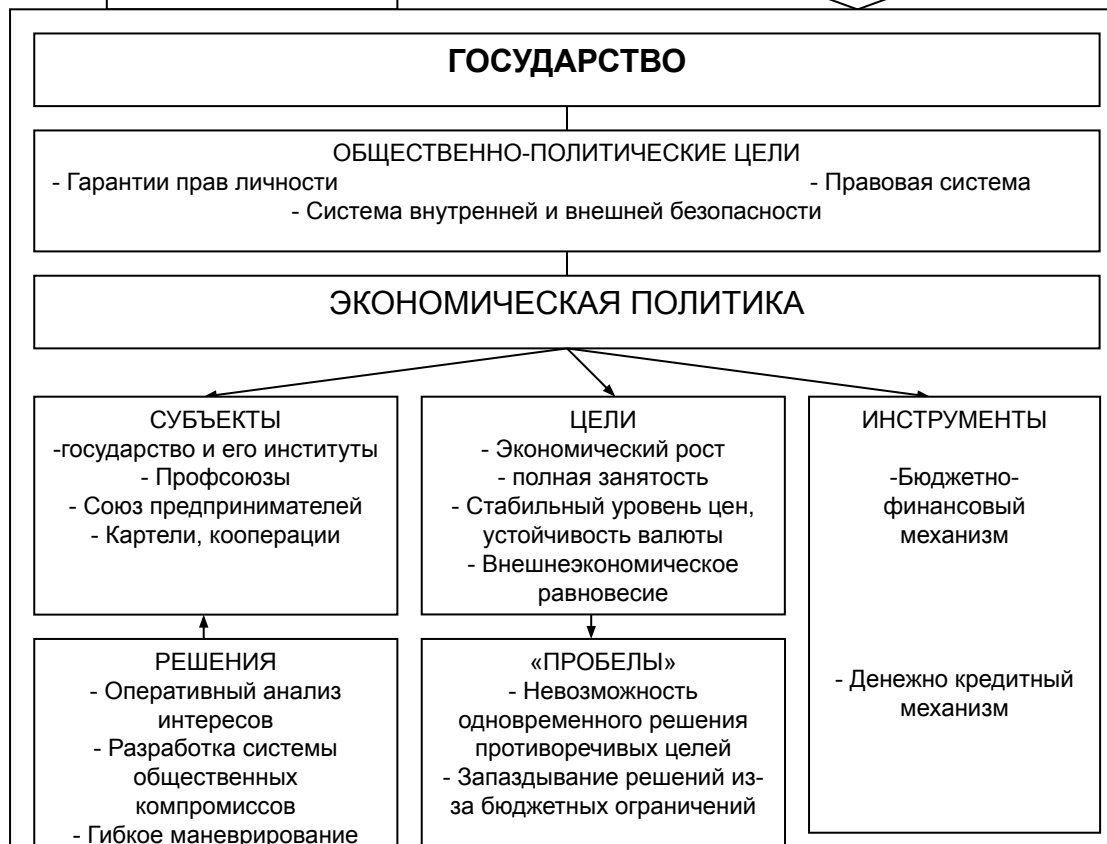 ГОСУДАРСТВО
ОБЩЕСТВЕННО-ПОЛИТИЧЕСКИЕ ЦЕЛИ
- Гарантии прав личности - Правовая система
- Система внутренней и внешней безопасности
ЭКОНОМИЧЕСКАЯ ПОЛИТИКА
СУБЪЕКТЫ
-государство и его институты
- Профсоюзы
- Союз предпринимателей
- Картели, кооперации
ЦЕЛИ
- Экономический рост
- полная занятость
- Стабильный уровень цен,
устойчивость валюты
- Внешнеэкономическое
равновесие
ИНСТРУМЕНТЫ
-Бюджетно-
финансовый
механизм
- Денежно кредитный
механизм
РЕШЕНИЯ
- Оперативный анализ
интересов
- Разработка системы
общественных
компромиссов
- Гибкое маневрирование
«ПРОБЕЛЫ»
- Невозможность
одновременного решения
противоречивых целей
- Запаздывание решений из-
за бюджетных ограничений